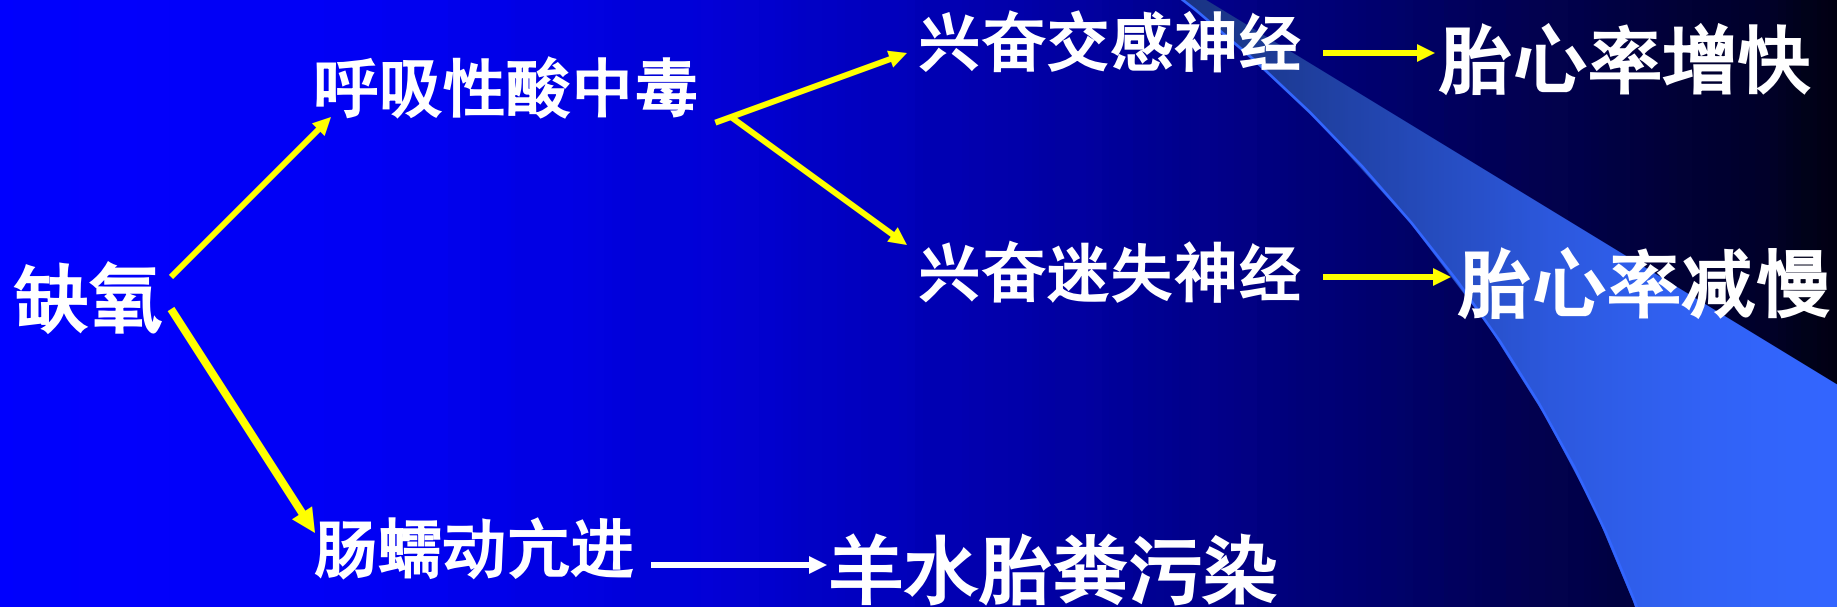 兴奋交感神经
胎心率增快
呼吸性酸中毒
缺氧
兴奋迷失神经
胎心率减慢
肠蠕动亢进
羊水胎粪污染